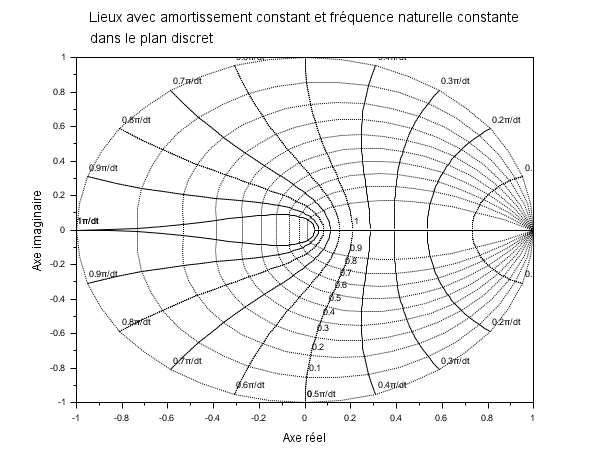 Lieux avec amortissement constant et fréquence naturelle constante
dans le plan discret
1
0.8
0.6
0.4
0.2
0
-0.2
-0.4
-0.6
-0.8
-1
Axe imaginaire
0.7π/dt
0.3π/dt
0.8π/dt
0.2π/dt
0.9π/dt
0.
1π/dt
1
0.9
0.8
0.7
0.6
0.5
0.4
0.3
0.2
0.1
0.9π/dt
0.
0.8π/dt
0.2π/dt
0.7π/dt
0.3π/dt
0.6π/dt
0.5π/dt
0.4π/dt
-1
-0.8
-0.6
-0.4
-0.2
0
0.2
0.4
0.6
0.8
1
Axe réel